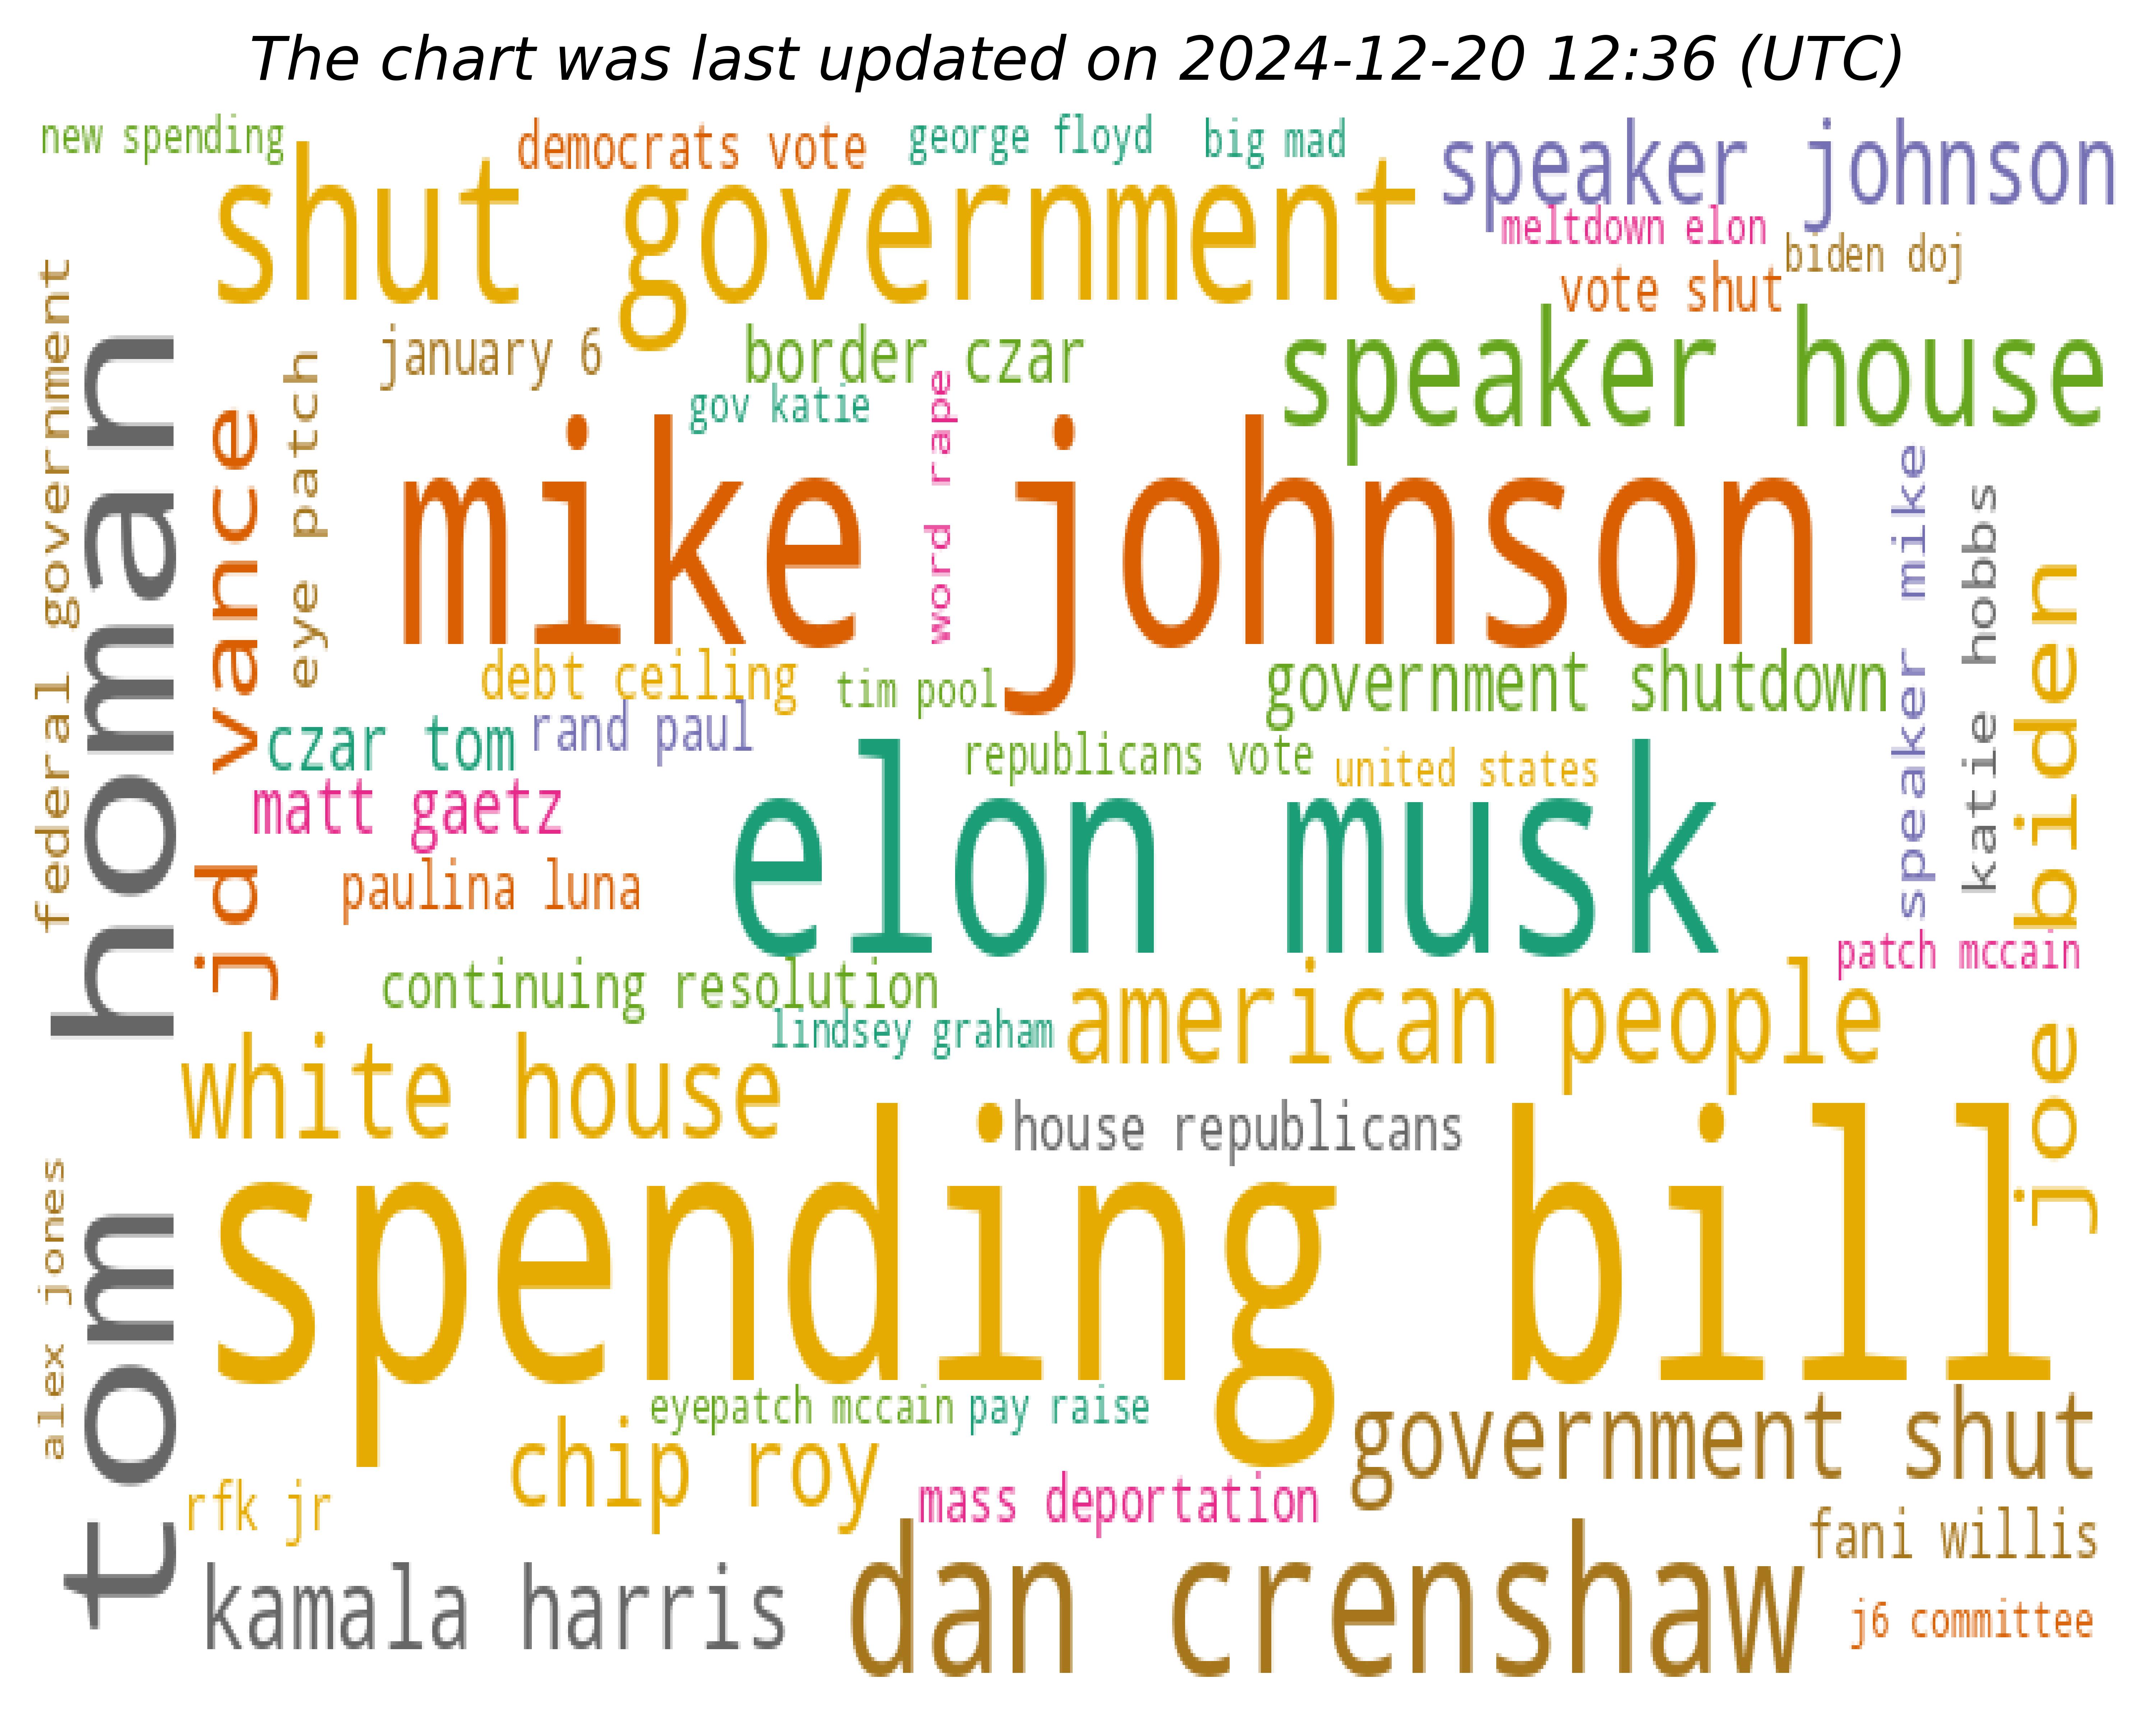 The chart was last updated on 2024-12-20 12:36 (UTC)
new spending
democrats vote
george floyd
big mad
speaker johnson
shut government
meltdown elon
biden doj
vote shut
january 6
border czar
speaker house
gov katie
word rape
federal government
tom homan
jd vance
eye patch
mike johnson
speaker mike
katie hobbs
joe biden
debt ceiling
tim pool
government shutdown
czar tom
rand paul
republicans vote
united states
matt gaetz
elon musk
paulina luna
patch mccain
continuing resolution
american people
lindsey graham
white house
house republicans
alex jones
spending bill
eyepatch mccain
pay raise
government shut
chip roy
rfk jr
mass deportation
fani willis
kamala harris
dan crenshaw
j6 committee